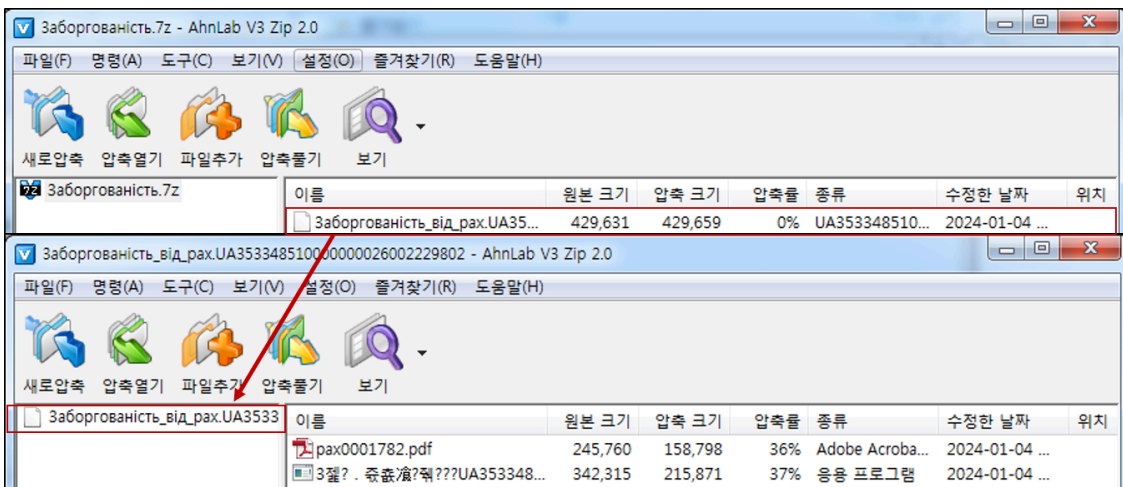 Заборгованість.7z - AhnLab V3 Zip 2.0
파일(F) 명령(A) 도구(C) 보기(V) 설정(O) 즐겨찾기(R) 도움말(H)
새로압축 압축열기 파일추가 압축풀기 보기
Заборгованість.7z
이름 원본 크기 압축 크기 압축률 종류 수정한 날짜 위치
Заборгованість_від_рах.UA35... 429,631 429,659 0% UA353348510... 2024-01-04 ...
Заборгованість_від_рах.UA353348510000000026002229802 - AhnLab V3 Zip 2.0
파일(F) 명령(A) 도구(C) 보기(V) 설정(O) 즐겨찾기(R) 도움말(H)
새로압축 압축열기 파일추가 압축풀기 보기
Заборгованість_від_рах.UA3533
이름 원본 크기 압축 크기 압축률 종류 수정한 날짜 위치
pax0001782.pdf 245,760 158,798 36% Adobe Acroba... 2024-01-04 ...
???UA353348... 342,315 215,871 37% 응용 프로그램 2024-01-04 ...